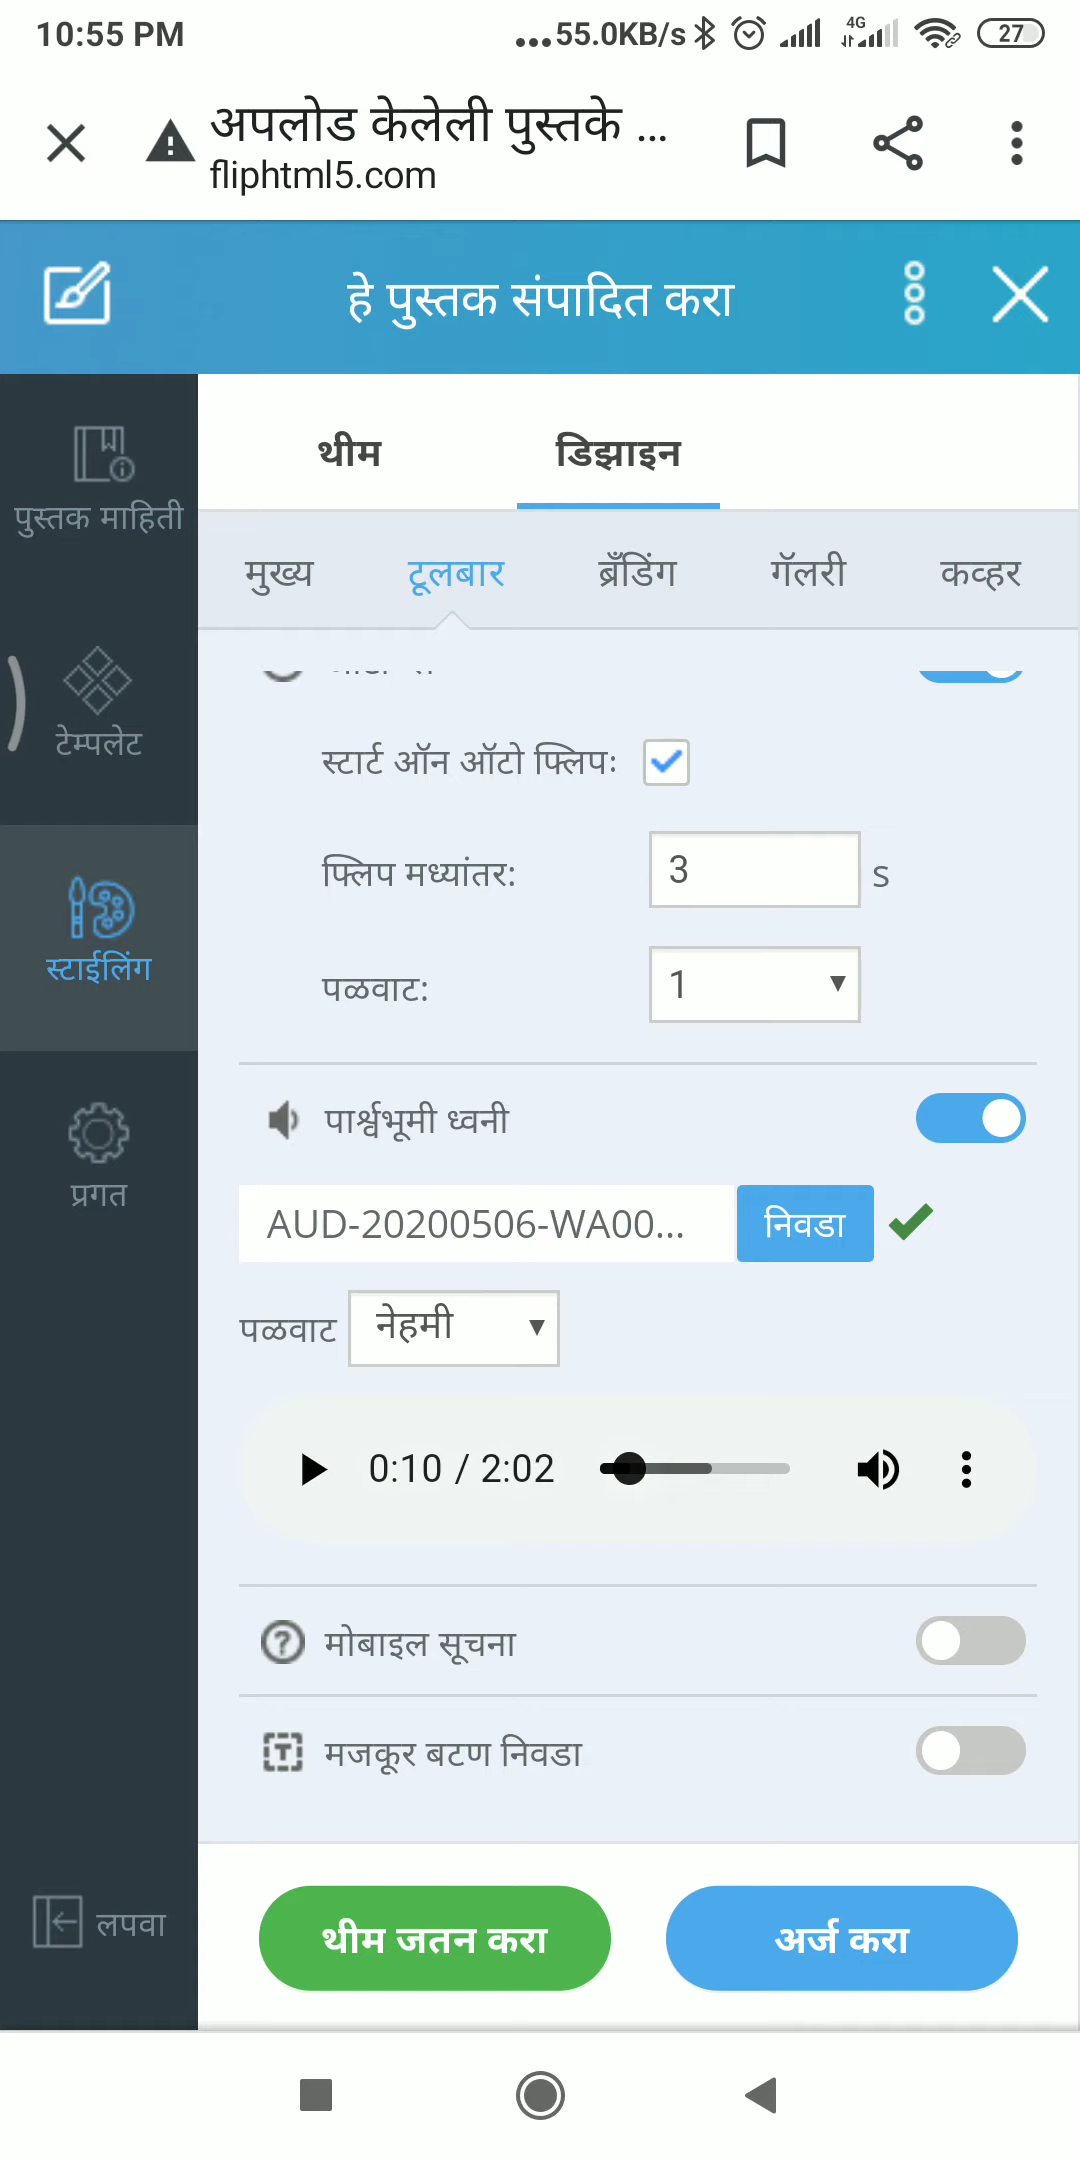 10:55 PM ...55.0KB/s 4G 27
अपलोड केलेली पुस्तके ...
fliphtml5.com
हे पुस्तक संपादित करा
थीम डिझाइन
पुस्तक माहिती
मुख्य टूलबार ब्रँडिंग गॅलरी कव्हर
टेम्पलेट
स्टार्ट ऑन ऑटो फ्लिप:
फ्लिप मध्यांतर: 3 s
स्टाईलिंग
पळवाट: 1
पार्श्वभूमी ध्वनी
प्रगत
AUD-20200506-WA00... निवडा
पळवाट नेहमी
0:10 / 2:02
मोबाइल सूचना
मजकूर बटण निवडा
लपवा
थीम जतन करा अर्ज करा